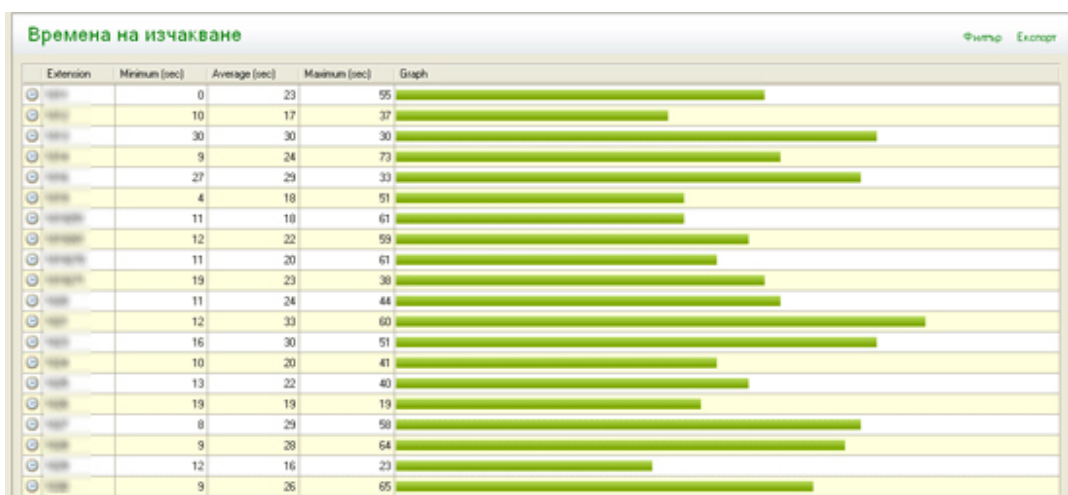 Времена на изчакване
Филтър Експорт
Extension Minimum (sec) Average (sec) Maximum (sec) Graph
0 23 55
10 17 37
30 30 30
9 24 73
27 29 33
4 18 51
11 18 61
12 22 59
11 20 61
19 23 38
11 24 44
12 33 60
16 30 51
10 20 41
13 22 40
19 19 19
8 29 58
9 28 64
12 16 23
9 26 65